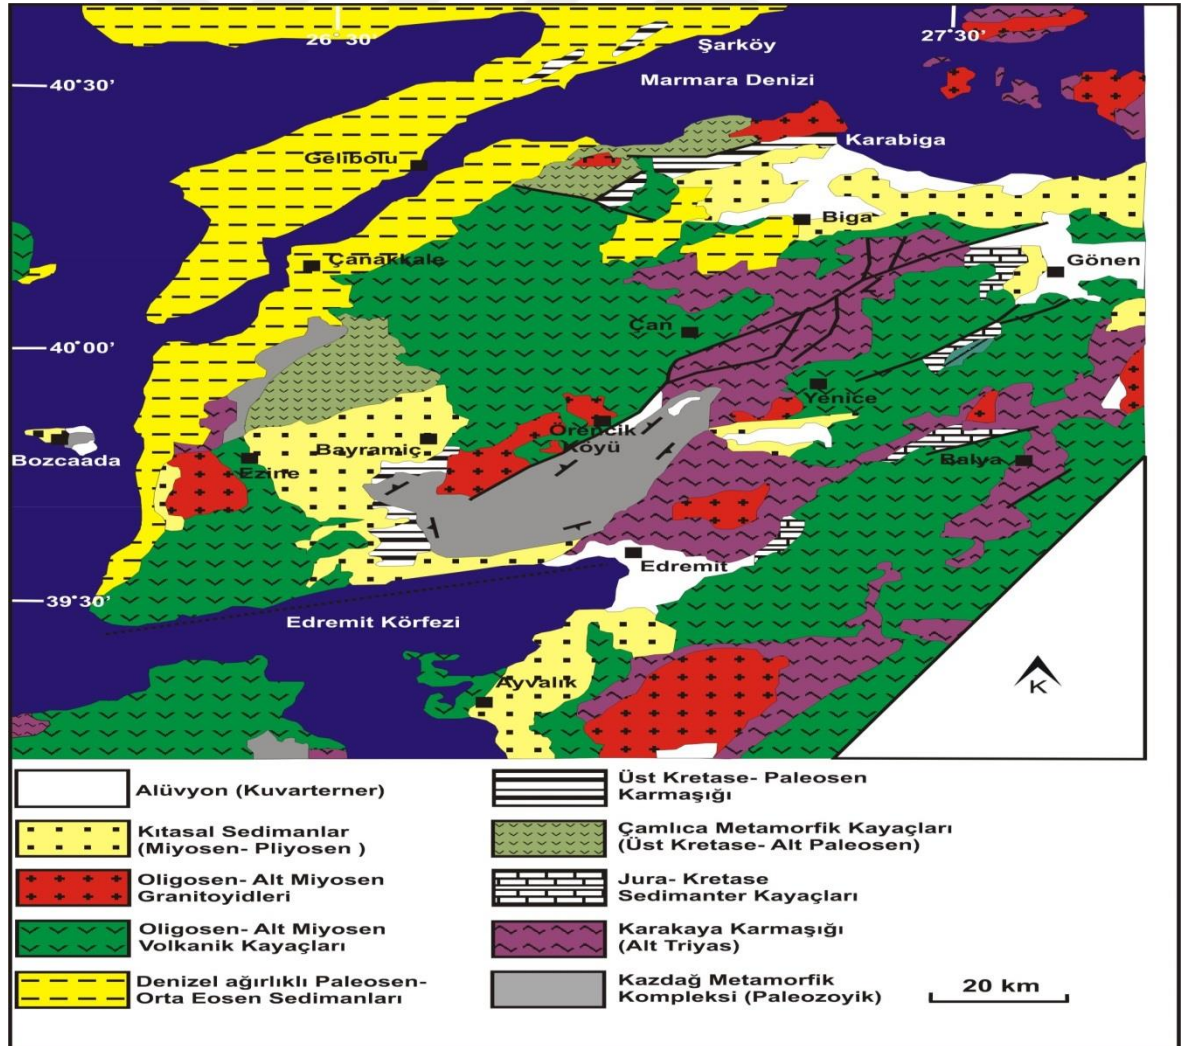 26°30'
27°30'
Şarköy
40°30'
Marmara Denizi
Karabiga
Gelibolu
Biga
Çanakkale
Gönen
Çan
40°00'
Yenice
Örencik
Köyü
Bayramiç
Bozcaada
Ezine
Balya
Edremit
39°30'
Edremit Körfezi
Ayvalık
K
Alüvyon (Kuvarterner)
Kıtasal Sedimanlar
(Miyosen- Pliyosen )
Oligosen- Alt Miyosen
Granitoyidleri
Oligosen- Alt Miyosen
Volkanik Kayaçları
Denizel ağırlıklı Paleosen-
Orta Eosen Sedimanları
Üst Kretase- Paleosen
Karmaşığı
Çamlıca Metamorfik Kayaçları
(Üst Kretase- Alt Paleosen)
Jura- Kretase
Sedimanter Kayaçları
Karakaya Karmaşığı
(Alt Triyas)
Kazdağ Metamorfik
Kompleksi (Paleozoyik)
20 km